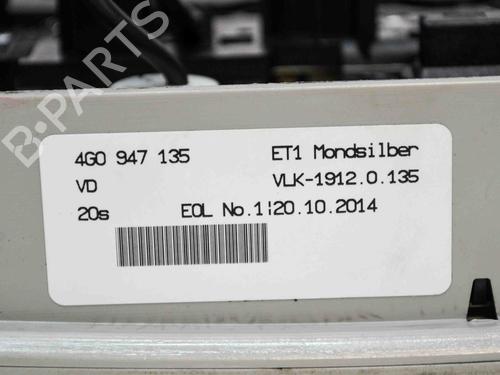 B-PARTS
4G0 947 135 ET1 Mondsilber
VD VLK-1912.0.135
20s EOL No.1¦20.10.2014